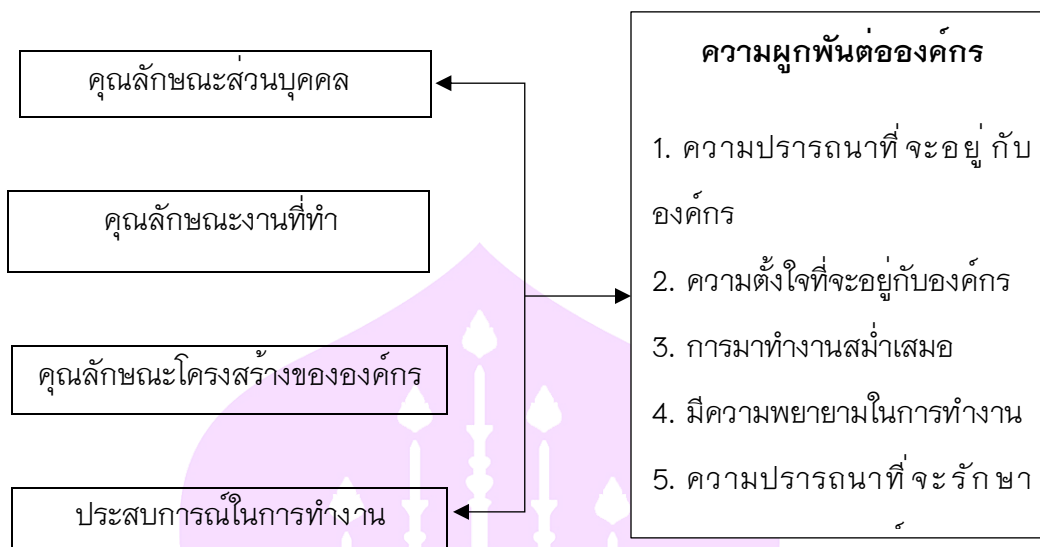 คุณลักษณะส่วนบุคคล
คุณลักษณะงานที่ทำ
คุณลักษณะโครงสร้างขององค์กร
ประสบการณ์ในการทำงาน
ความผูกพันต่อองค์กร
1. ความปรารถนาที่จะอยู่กับ
องค์กร
2. ความตั้งใจที่จะอยู่กับองค์กร
3. การมาทำงานสม่ำเสมอ
4. มีความพยายามในการทำงาน
5. ความปรารถนาที่จะรักษา